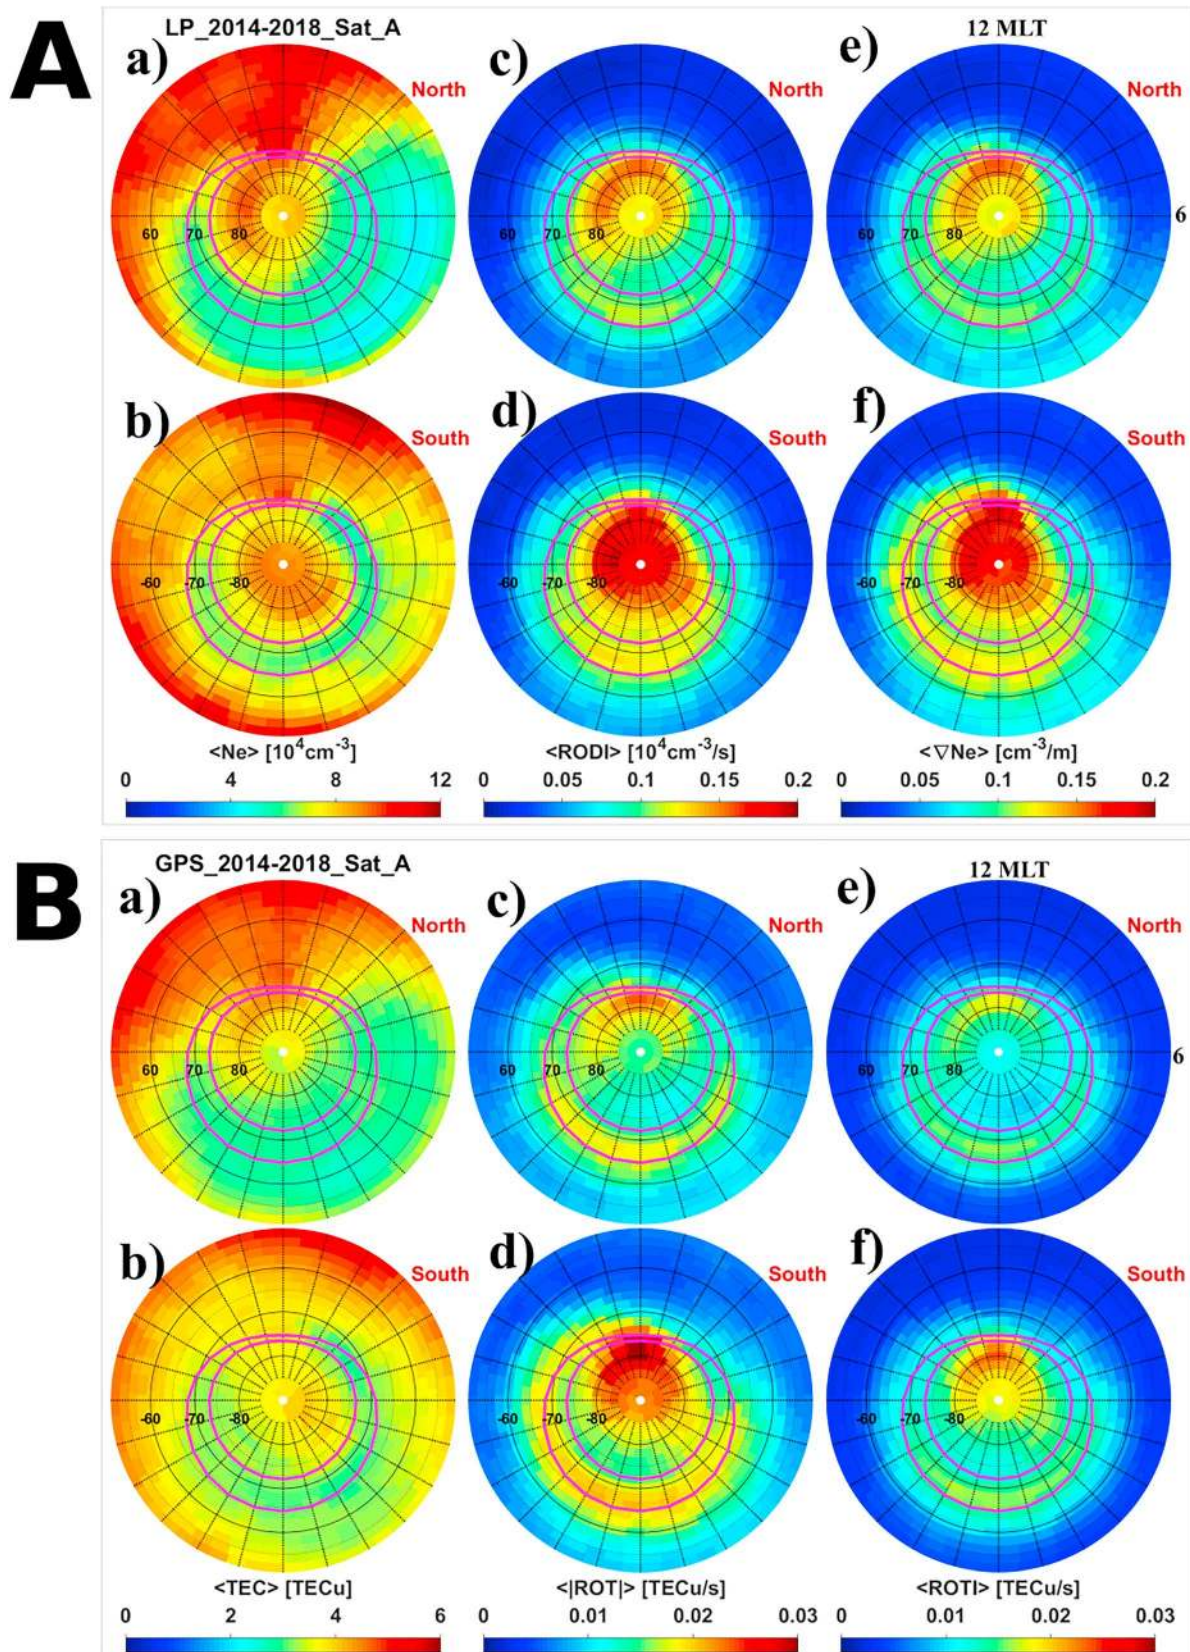 A
LP_2014-2018_Sat_A
12 MLT
a)
c)
e)
North
North
North
60
70
80
60
70
80
60
70
80
6
b)
d)
f)
South
South
South
-60
-70
-80
-60
-70
-80
-60
-70
-80
<Ne> [10⁴cm⁻³]
<RODI> [10⁴cm⁻³/s]
<∇Ne> [cm⁻³/m]
0 4 8 12
0 0.05 0.1 0.15 0.2
0 0.05 0.1 0.15 0.2
B
GPS_2014-2018_Sat_A
12 MLT
a)
c)
e)
North
North
North
60
70
80
60
70
80
60
70
80
6
b)
d)
f)
South
South
South
-60
-70
-80
-60
-70
-80
-60
-70
-80
<TEC> [TECu]
<|ROT|> [TECu/s]
<ROTI> [TECu/s]
0 2 4 6
0 0.01 0.02 0.03
0 0.01 0.02 0.03